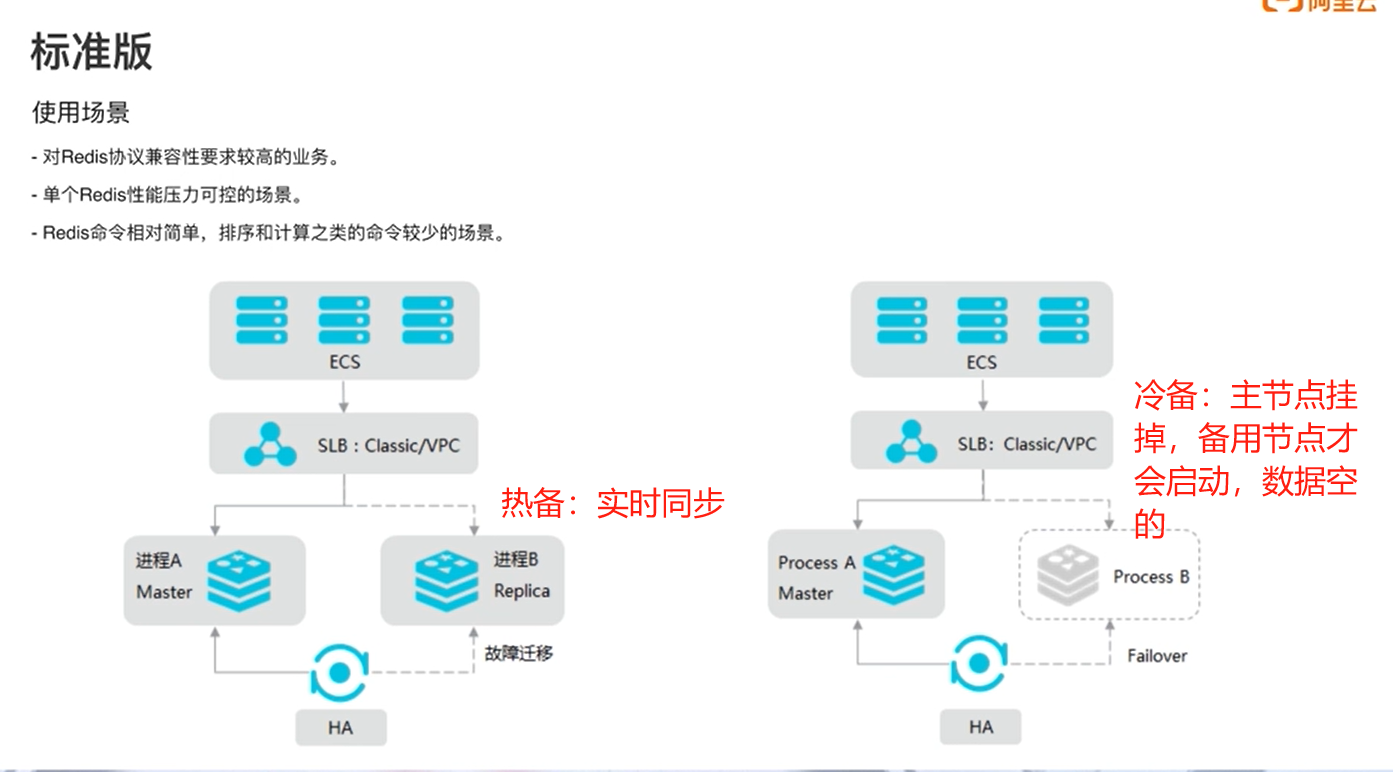 阿里云
标准版
使用场景
- 对Redis协议兼容性要求较高的业务。
- 单个Redis性能压力可控的场景。
- Redis命令相对简单，排序和计算之类的命令较少的场景。
ECS
SLB：Classic/VPC
热备：实时同步
进程A
Master
进程B
Replica
故障迁移
HA
ECS
SLB：Classic/VPC
冷备：主节点挂
掉，备用节点才
会启动，数据空
的
Process A
Master
Process B
Failover
HA